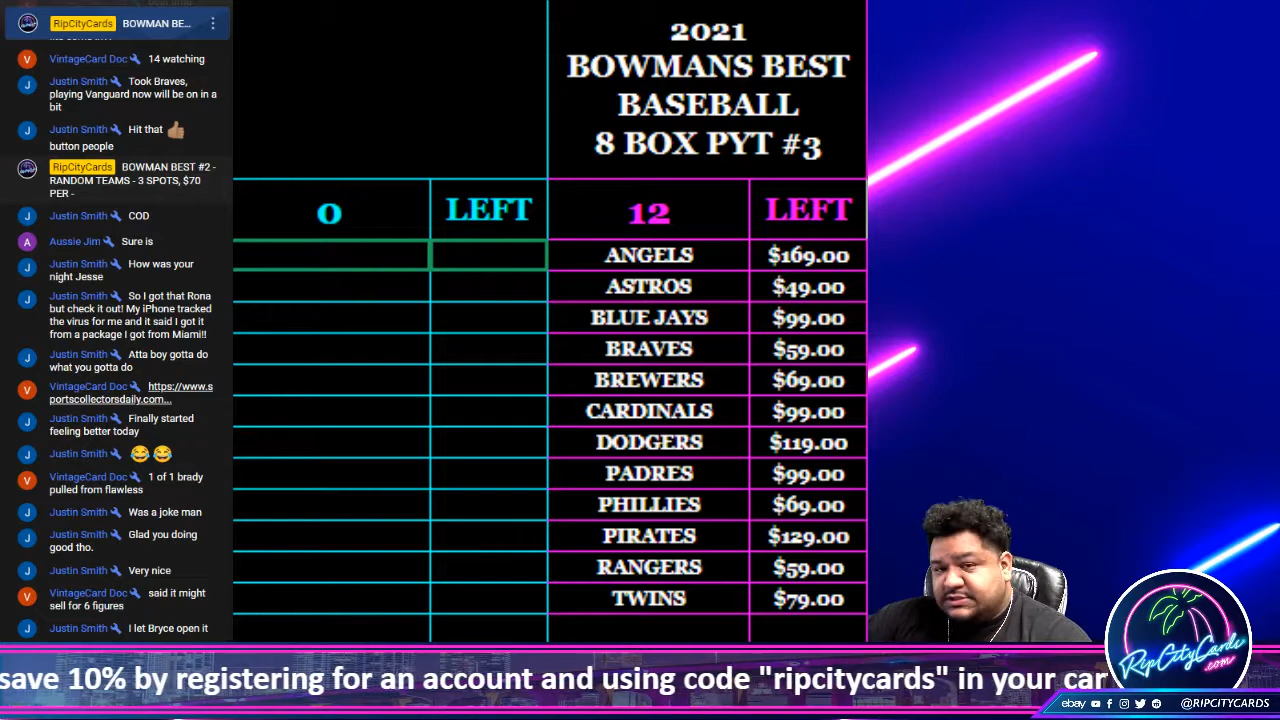 RipCityCards BOWMAN BE...
VintageCard Doc 14 watching
Justin Smith Took Braves,
playing Vanguard now will be on in a
bit
Justin Smith Hit that 👍🏽
button people
RipCityCards BOWMAN BEST #2 -
RANDOM TEAMS - 3 SPOTS, $70
PER -
Justin Smith COD
Aussie Jim Sure is
Justin Smith How was your
night Jesse
Justin Smith So I got that Rona
but check it out! My iPhone tracked
the virus for me and it said I got it
from a package I got from Miami!!
Justin Smith Atta boy gotta do
what you gotta do
VintageCard Doc https://www.s
portscollectorsdaily.com...
Justin Smith Finally started
feeling better today
Justin Smith 😂😂
VintageCard Doc 1 of 1 brady
pulled from flawless
Justin Smith Was a joke man
Justin Smith Glad you doing
good tho.
Justin Smith Very nice
VintageCard Doc said it might
sell for 6 figures
Justin Smith I let Bryce open it
2021
BOWMANS BEST
BASEBALL
8 BOX PYT #3
0 LEFT 12 LEFT
ANGELS $169.00
ASTROS $49.00
BLUE JAYS $99.00
BRAVES $59.00
BREWERS $69.00
CARDINALS $99.00
DODGERS $119.00
PADRES $99.00
PHILLIES $69.00
PIRATES $129.00
RANGERS $59.00
TWINS $79.00
save 10% by registering for an account and using code "ripcitycards" in your car
RipCityCards
.com
ebay @RIPCITYCARDS